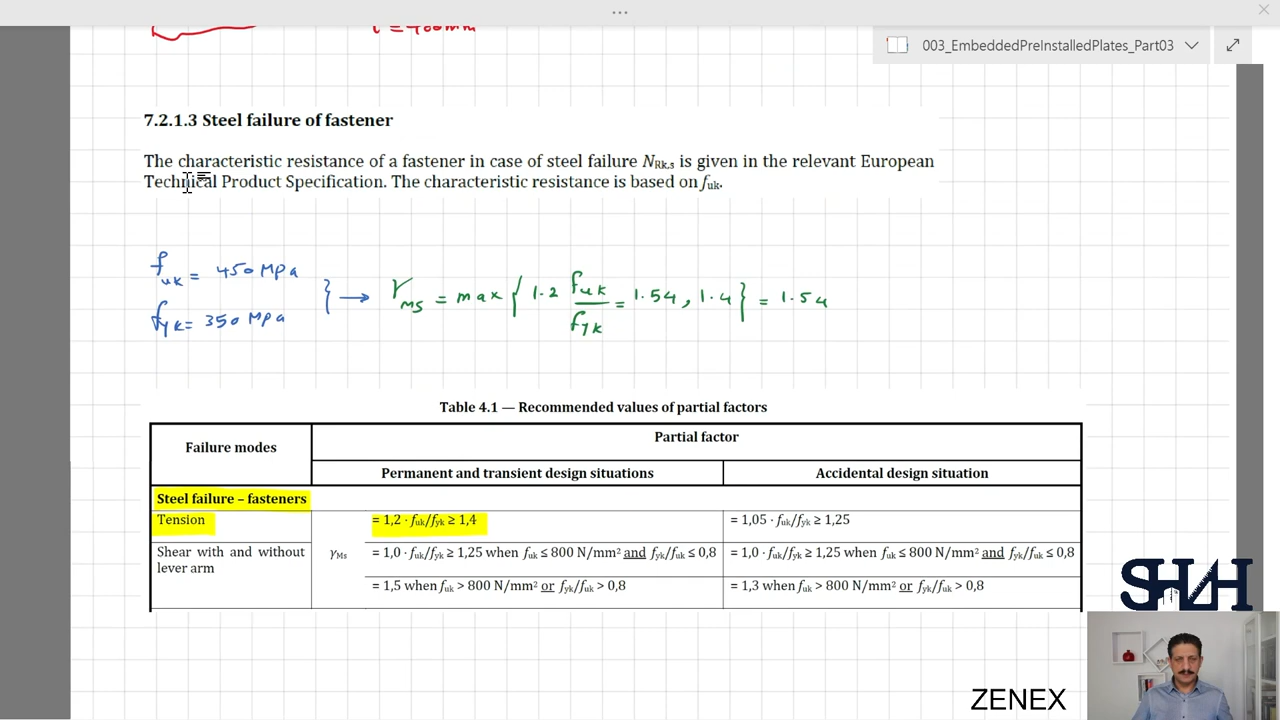 003_EmbeddedPreInstalledPlates_Part03
7.2.1.3 Steel failure of fastener
The characteristic resistance of a fastener in case of steel failure NRk,s is given in the relevant European
Technical Product Specification. The characteristic resistance is based on fuk.
fuk = 450 MPa
fyk = 350 MPa
} → γMS = max { 1.2 fuk/fyk = 1.54, 1.4 } = 1.54
Table 4.1 — Recommended values of partial factors
Failure modes
Partial factor
Permanent and transient design situations
Accidental design situation
Steel failure – fasteners
Tension
= 1,2 · fuk/fyk ≥ 1,4
= 1,05 · fuk/fyk ≥ 1,25
Shear with and without
lever arm
γMs
= 1,0 · fuk/fyk ≥ 1,25 when fuk ≤ 800 N/mm² and fyk/fuk ≤ 0,8
= 1,0 · fuk/fyk ≥ 1,25 when fuk ≤ 800 N/mm² and fyk/fuk ≤ 0,8
= 1,5 when fuk > 800 N/mm² or fyk/fuk > 0,8
= 1,3 when fuk > 800 N/mm² or fyk/fuk > 0,8
SHZH
ZENEX